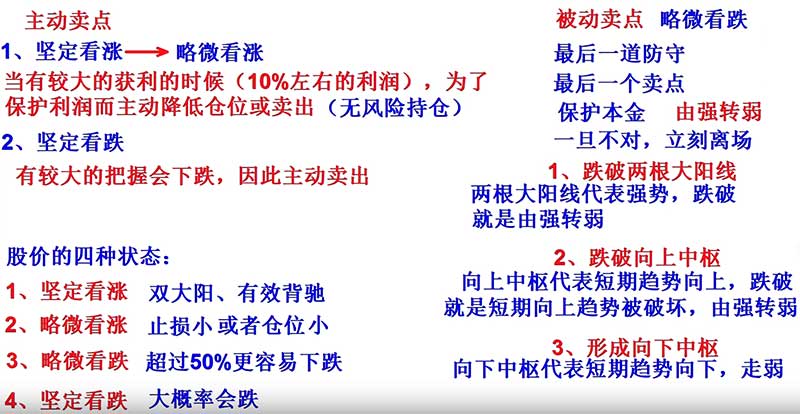 主动卖点
1、坚定看涨 略微看涨
当有较大的获利的时候（10%左右的利润），为了
保护利润而主动降低仓位或卖出（无风险持仓）
2、坚定看跌
有较大的把握会下跌，因此主动卖出
股价的四种状态：
1、坚定看涨 双大阳、有效背驰
2、略微看涨 止损小 或者仓位小
3、略微看跌 超过50%更容易下跌
4、坚定看跌 大概率会跌
被动卖点 略微看跌
最后一道防守
最后一个卖点
保护本金 由强转弱
一旦不对，立刻离场
1、跌破两根大阳线
两根大阳线代表强势，跌破
就是由强转弱
2、跌破向上中枢
向上中枢代表短期趋势向上，跌破
就是短期向上趋势被破坏，由强转弱
3、形成向下中枢
向下中枢代表短期趋势向下，走弱